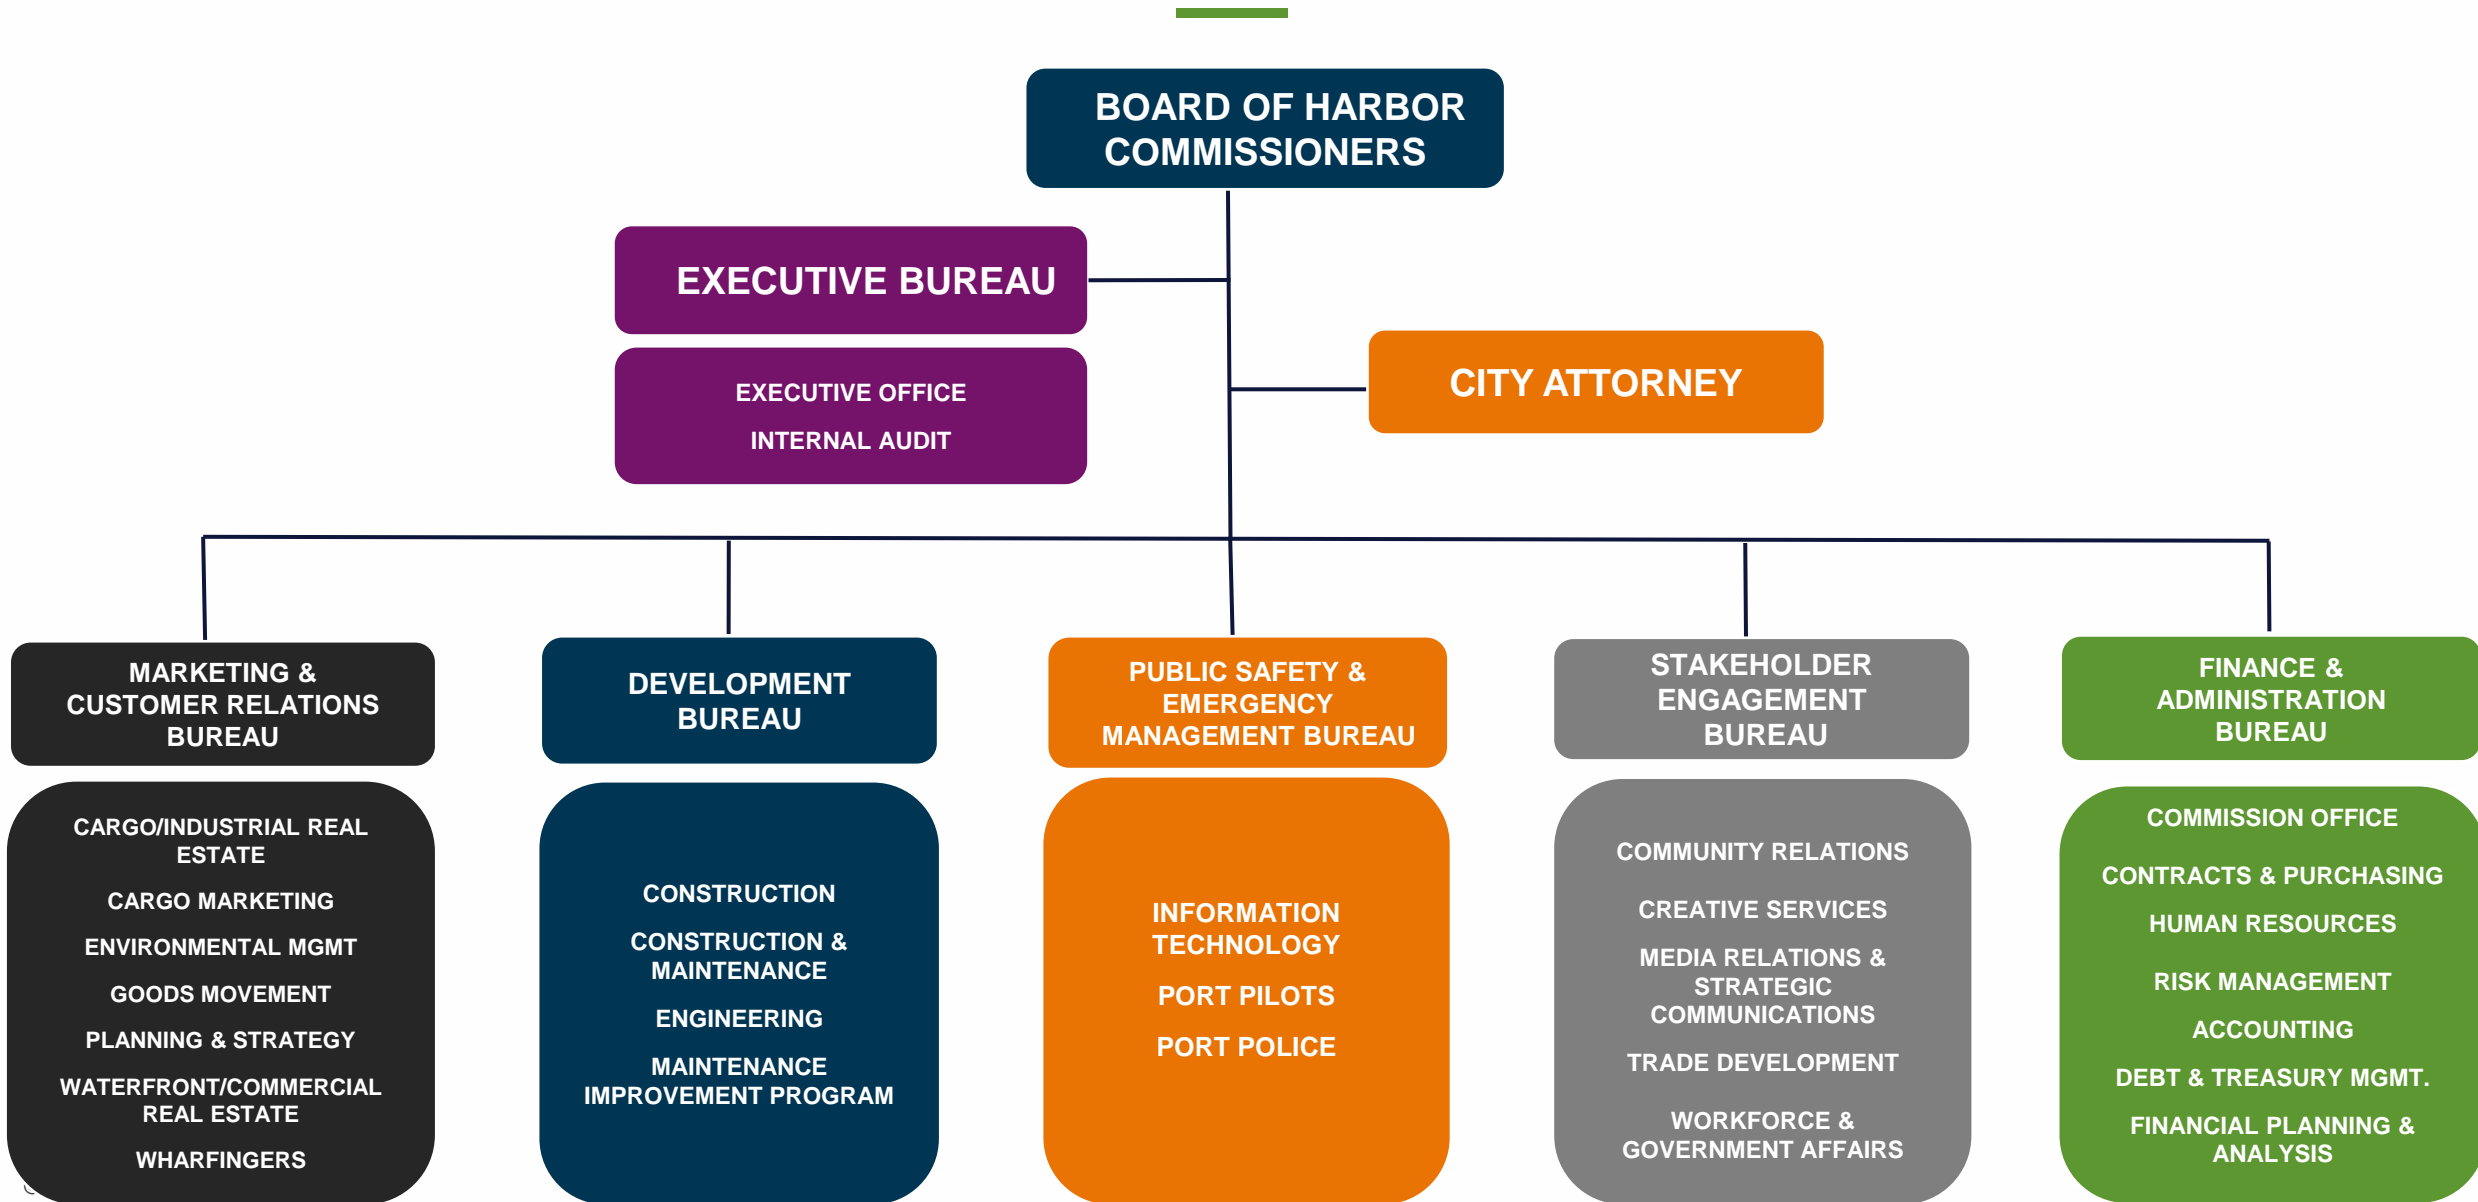 BOARD OF HARBOR
COMMISSIONERS
EXECUTIVE BUREAU
EXECUTIVE OFFICE
INTERNAL AUDIT
CITY ATTORNEY
MARKETING &
CUSTOMER RELATIONS
BUREAU
CARGO/INDUSTRIAL REAL
ESTATE
CARGO MARKETING
ENVIRONMENTAL MGMT
GOODS MOVEMENT
PLANNING & STRATEGY
WATERFRONT/COMMERCIAL
REAL ESTATE
WHARFINGERS
DEVELOPMENT
BUREAU
CONSTRUCTION
CONSTRUCTION &
MAINTENANCE
ENGINEERING
MAINTENANCE
IMPROVEMENT PROGRAM
PUBLIC SAFETY &
EMERGENCY
MANAGEMENT BUREAU
INFORMATION
TECHNOLOGY
PORT PILOTS
PORT POLICE
STAKEHOLDER
ENGAGEMENT
BUREAU
COMMUNITY RELATIONS
CREATIVE SERVICES
MEDIA RELATIONS &
STRATEGIC
COMMUNICATIONS
TRADE DEVELOPMENT
WORKFORCE &
GOVERNMENT AFFAIRS
FINANCE &
ADMINISTRATION
BUREAU
COMMISSION OFFICE
CONTRACTS & PURCHASING
HUMAN RESOURCES
RISK MANAGEMENT
ACCOUNTING
DEBT & TREASURY MGMT.
FINANCIAL PLANNING &
ANALYSIS